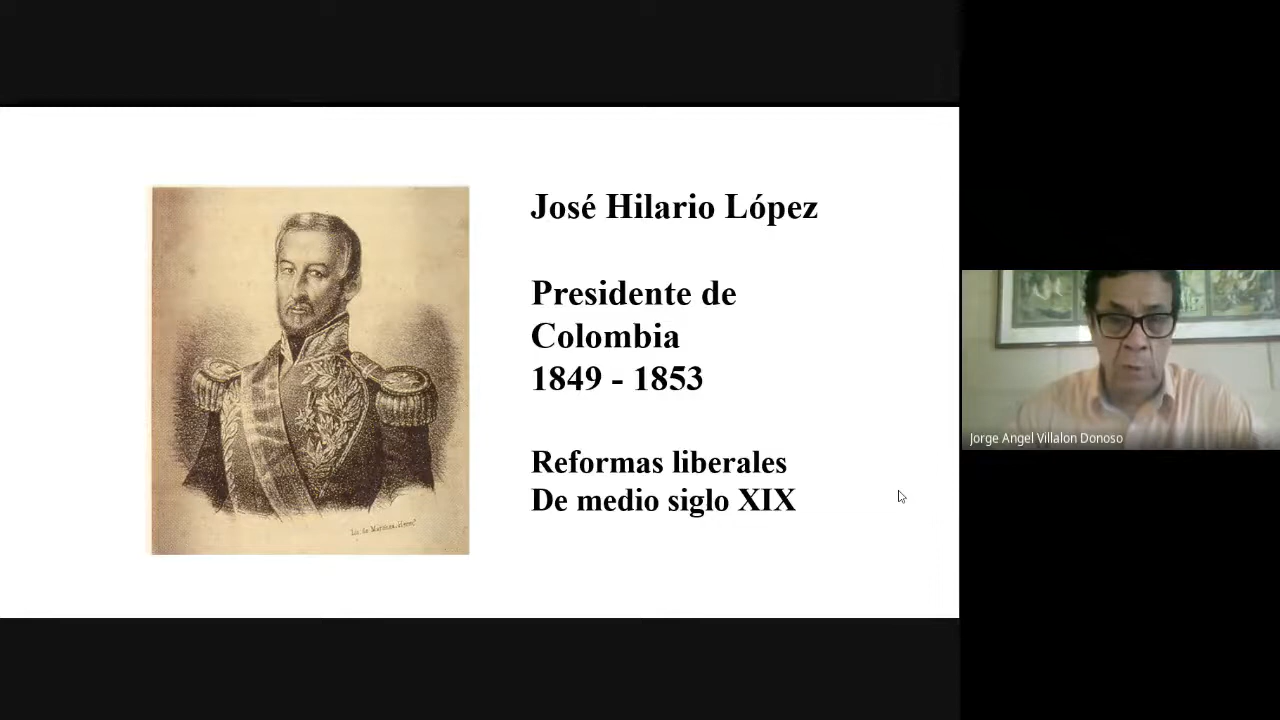 José Hilario López
Presidente de
Colombia
1849 - 1853
Reformas liberales
De medio siglo XIX
Jorge Angel Villalon Donoso